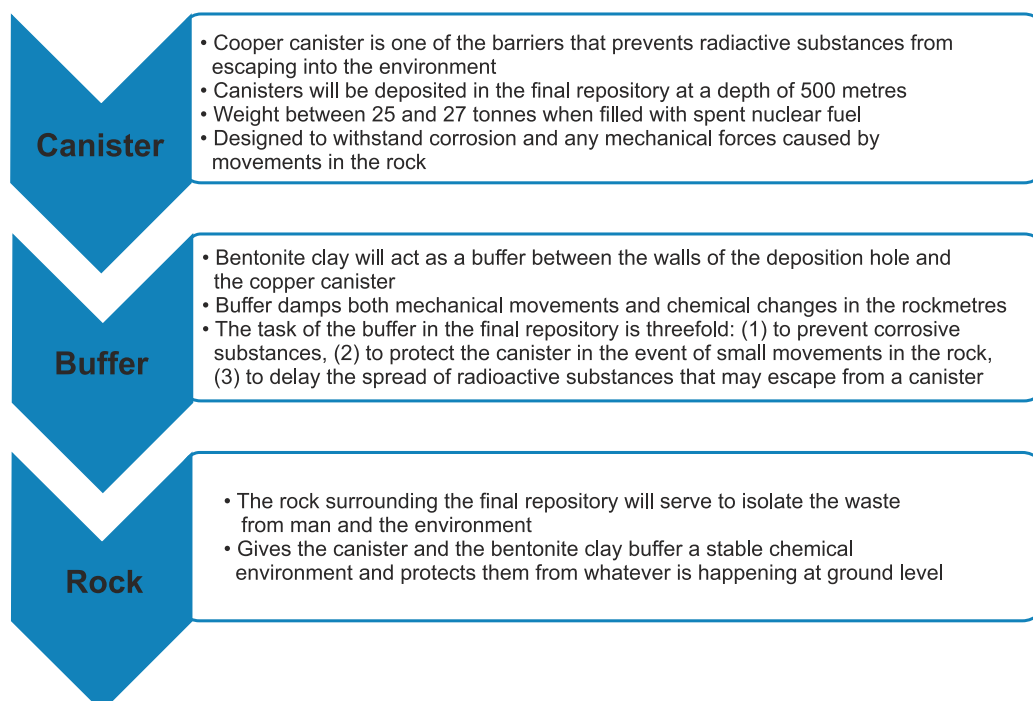 Canister
• Cooper canister is one of the barriers that prevents radiactive substances from
escaping into the environment
• Canisters will be deposited in the final repository at a depth of 500 metres
• Weight between 25 and 27 tonnes when filled with spent nuclear fuel
• Designed to withstand corrosion and any mechanical forces caused by
movements in the rock
Buffer
• Bentonite clay will act as a buffer between the walls of the deposition hole and
the copper canister
• Buffer damps both mechanical movements and chemical changes in the rockmetres
• The task of the buffer in the final repository is threefold: (1) to prevent corrosive
substances, (2) to protect the canister in the event of small movements in the rock,
(3) to delay the spread of radioactive substances that may escape from a canister
Rock
• The rock surrounding the final repository will serve to isolate the waste
from man and the environment
• Gives the canister and the bentonite clay buffer a stable chemical
environment and protects them from whatever is happening at ground level